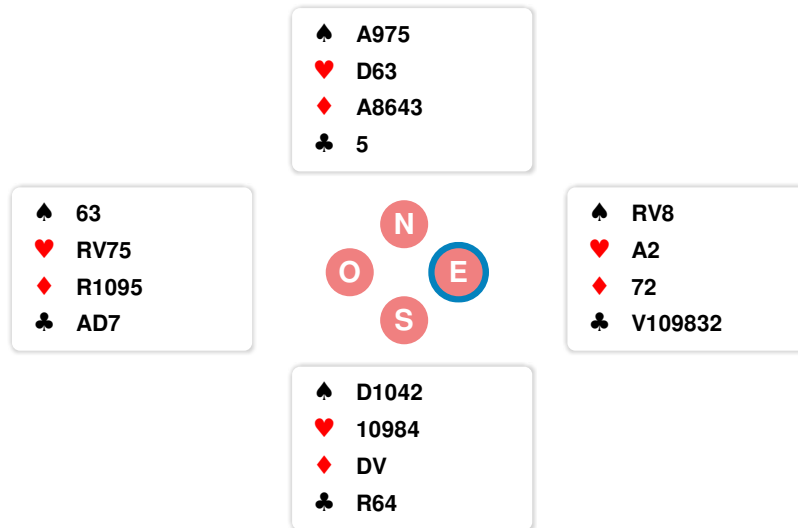 ♠ A975
♥ D63
♦ A8643
♣ 5
♠ 63
♥ RV75
♦ R1095
♣ AD7
N
O E
S
♠ RV8
♥ A2
♦ 72
♣ V109832
♠ D1042
♥ 10984
♦ DV
♣ R64